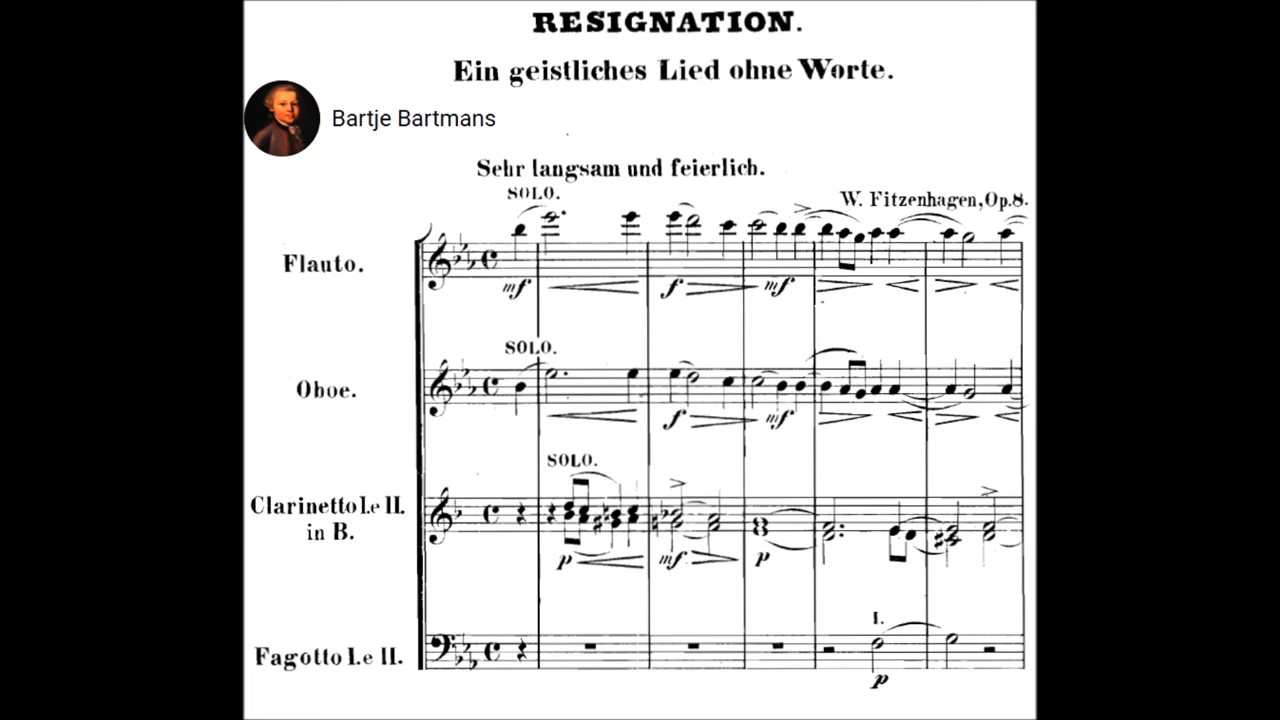 RESIGNATION.
Ein geistliches Lied ohne Worte.
Bartje Bartmans
Sehr langsam und feierlich.
SOLO.
W. Fitzenhagen, Op. 8.
Flauto.
mf f mf
SOLO.
Oboe.
f mf
SOLO.
Clarinetto I. e II.
in B.
p mf p
I.
Fagotto I. e II.
p